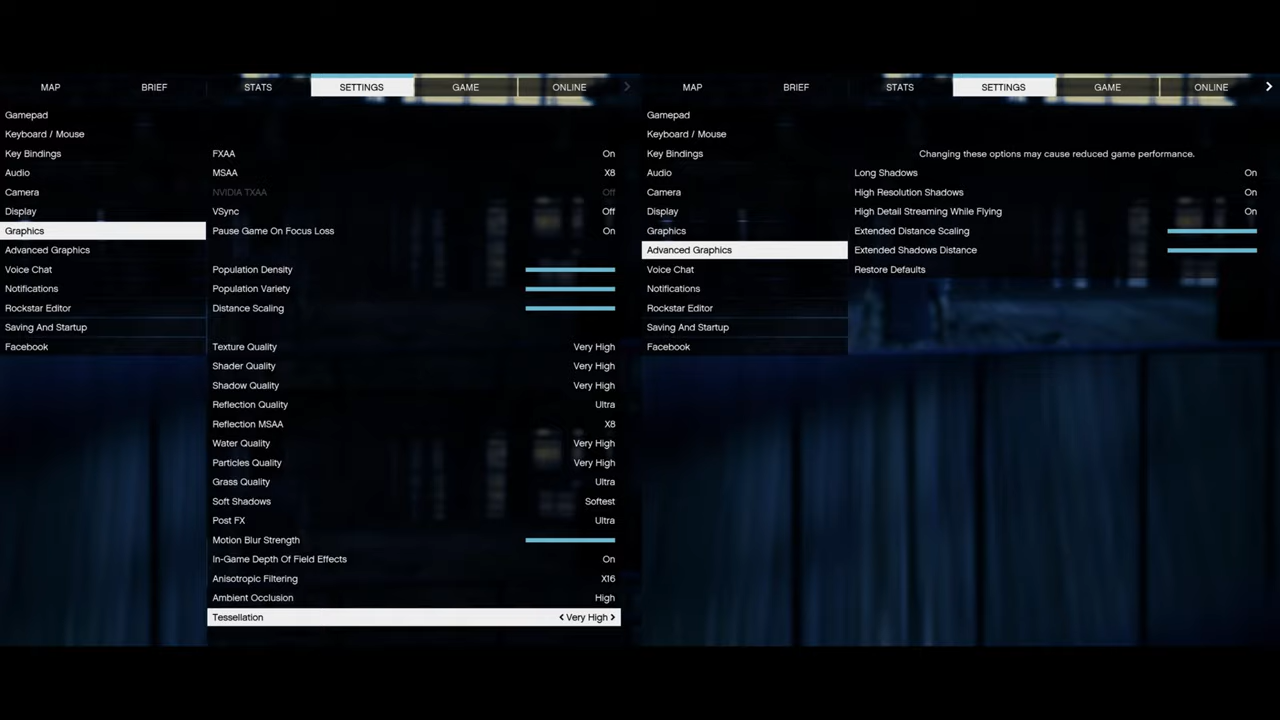 MAP BRIEF STATS SETTINGS GAME ONLINE
Gamepad
Keyboard / Mouse
Key Bindings
Audio
Camera
Display
Graphics
Advanced Graphics
Voice Chat
Notifications
Rockstar Editor
Saving And Startup
Facebook
FXAA On
MSAA X8
NVIDIA TXAA Off
VSync Off
Pause Game On Focus Loss On
Population Density
Population Variety
Distance Scaling
Texture Quality Very High
Shader Quality Very High
Shadow Quality Very High
Reflection Quality Ultra
Reflection MSAA X8
Water Quality Very High
Particles Quality Very High
Grass Quality Ultra
Soft Shadows Softest
Post FX Ultra
Motion Blur Strength
In-Game Depth Of Field Effects On
Anisotropic Filtering X16
Ambient Occlusion High
Tessellation < Very High >
MAP BRIEF STATS SETTINGS GAME ONLINE >
Gamepad
Keyboard / Mouse
Key Bindings
Audio
Camera
Display
Graphics
Advanced Graphics
Voice Chat
Notifications
Rockstar Editor
Saving And Startup
Facebook
Changing these options may cause reduced game performance.
Long Shadows On
High Resolution Shadows On
High Detail Streaming While Flying On
Extended Distance Scaling
Extended Shadows Distance
Restore Defaults